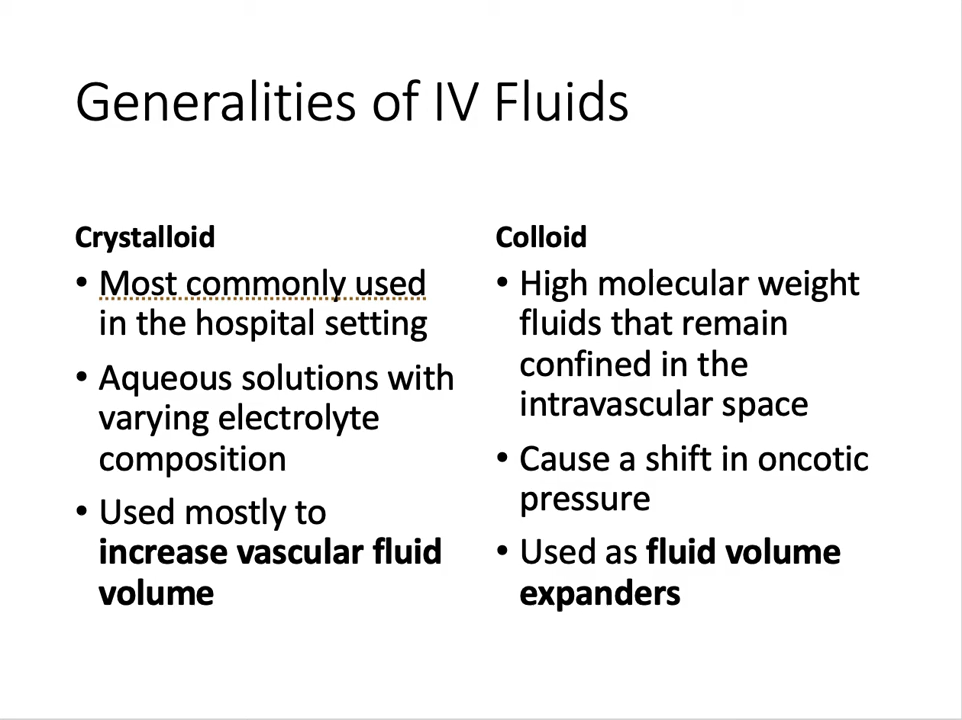 Generalities of IV Fluids
Crystalloid
• Most commonly used
in the hospital setting
• Aqueous solutions with
varying electrolyte
composition
• Used mostly to
increase vascular fluid
volume
Colloid
• High molecular weight
fluids that remain
confined in the
intravascular space
• Cause a shift in oncotic
pressure
• Used as fluid volume
expanders